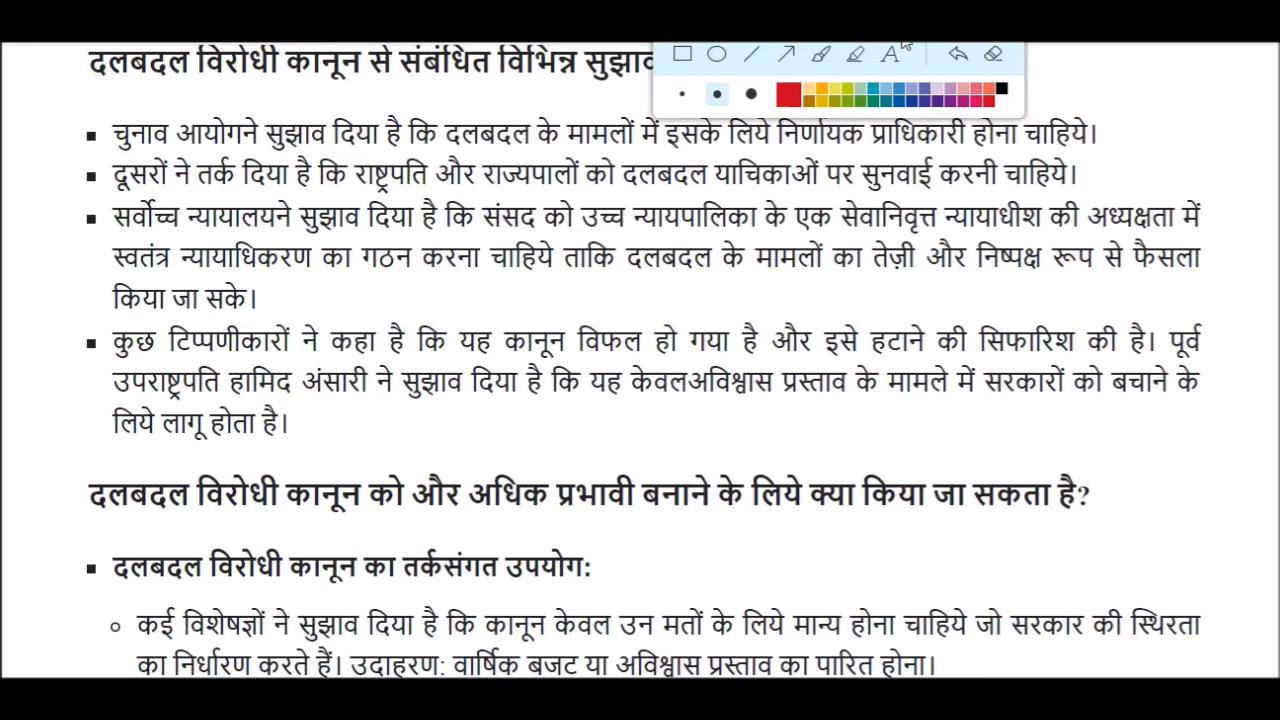 दलबदल विरोधी कानून से संबंधित विभिन्न सुझाव
चुनाव आयोगने सुझाव दिया है कि दलबदल के मामलों में इसके लिये निर्णायक प्राधिकारी होना चाहिये।
दूसरों ने तर्क दिया है कि राष्ट्रपति और राज्यपालों को दलबदल याचिकाओं पर सुनवाई करनी चाहिये।
सर्वोच्च न्यायालयने सुझाव दिया है कि संसद को उच्च न्यायपालिका के एक सेवानिवृत्त न्यायाधीश की अध्यक्षता में
स्वतंत्र न्यायाधिकरण का गठन करना चाहिये ताकि दलबदल के मामलों का तेज़ी और निष्पक्ष रूप से फैसला
किया जा सके।
कुछ टिप्पणीकारों ने कहा है कि यह कानून विफल हो गया है और इसे हटाने की सिफारिश की है। पूर्व
उपराष्ट्रपति हामिद अंसारी ने सुझाव दिया है कि यह केवलअविश्वास प्रस्ताव के मामले में सरकारों को बचाने के
लिये लागू होता है।
दलबदल विरोधी कानून को और अधिक प्रभावी बनाने के लिये क्या किया जा सकता है?
दलबदल विरोधी कानून का तर्कसंगत उपयोग:
कई विशेषज्ञों ने सुझाव दिया है कि कानून केवल उन मतों के लिये मान्य होना चाहिये जो सरकार की स्थिरता
का निर्धारण करते हैं। उदाहरण: वार्षिक बजट या अविश्वास प्रस्ताव का पारित होना।